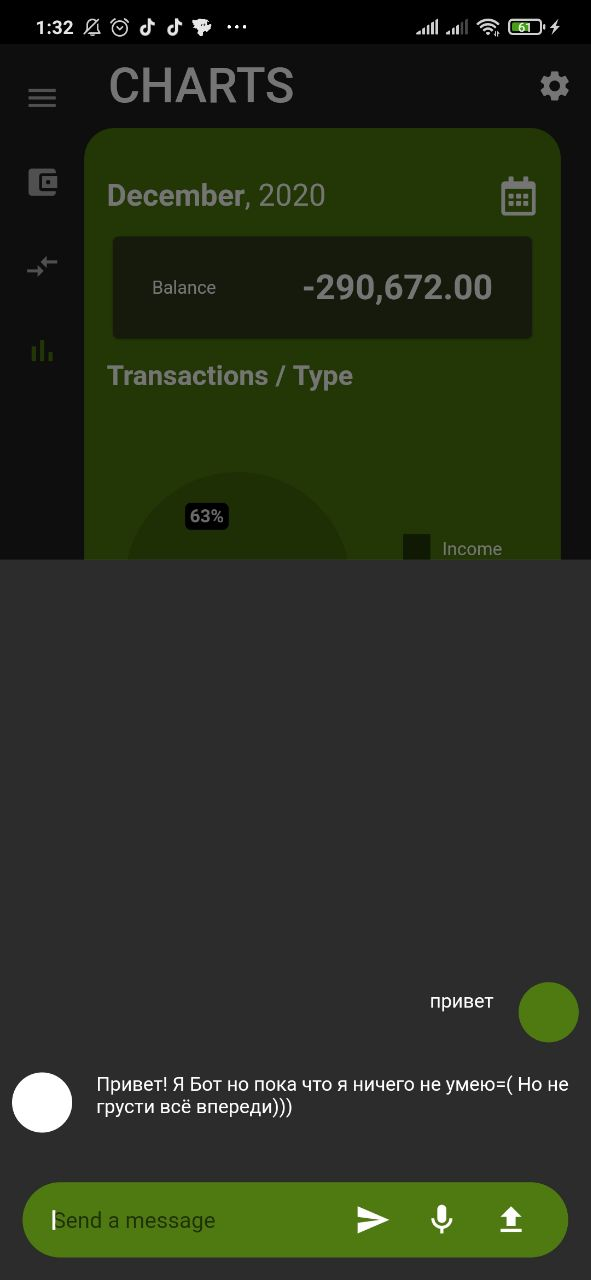 1:32
61
CHARTS
December, 2020
Balance
-290,672.00
Transactions / Type
63%
Income
привет
Привет! Я Бот но пока что я ничего не умею=( Но не
грусти всё впереди)))
Send a message